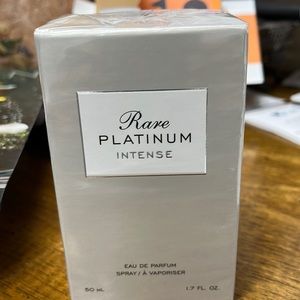 Rare
PLATINUM
INTENSE
EAU DE PARFUM
SPRAY / À VAPORISER
50 mL 1.7 FL. OZ.